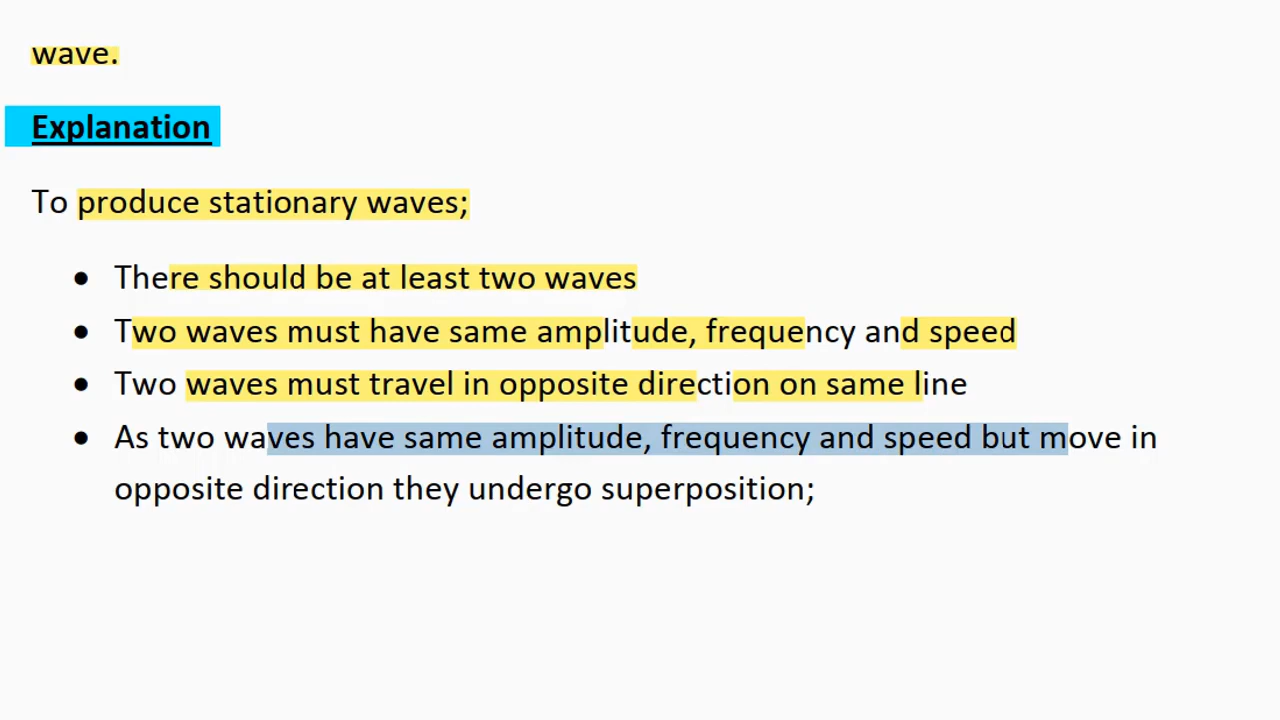 wave.
Explanation
To produce stationary waves;
• There should be at least two waves
• Two waves must have same amplitude, frequency and speed
• Two waves must travel in opposite direction on same line
• As two waves have same amplitude, frequency and speed but move in
opposite direction they undergo superposition;